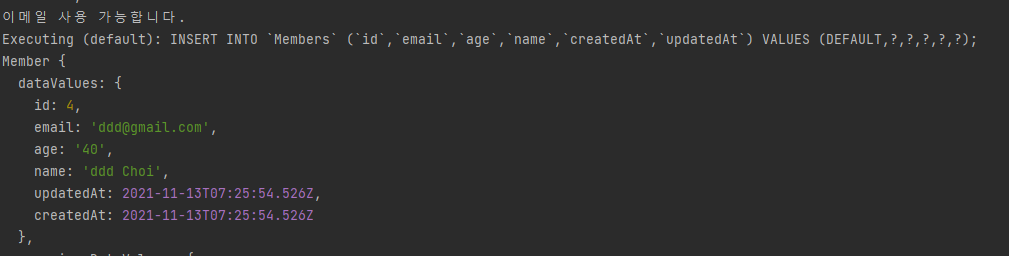 이메일 사용 가능합니다.
Executing (default): INSERT INTO `Members` (`id`,`email`,`age`,`name`,`createdAt`,`updatedAt`) VALUES (DEFAULT,?,?,?,?,?);
Member {
  dataValues: {
    id: 4,
    email: 'ddd@gmail.com',
    age: '40',
    name: 'ddd Choi',
    updatedAt: 2021-11-13T07:25:54.526Z,
    createdAt: 2021-11-13T07:25:54.526Z
  },